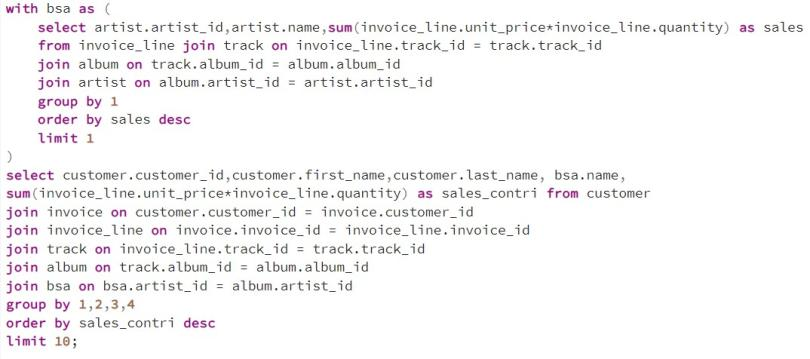 with bsa as (
select artist.artist_id,artist.name,sum(invoice_line.unit_price*invoice_line.quantity) as sales
from invoice_line join track on invoice_line.track_id = track.track_id
join album on track.album_id = album.album_id
join artist on album.artist_id = artist.artist_id
group by 1
order by sales desc
limit 1
)
select customer.customer_id,customer.first_name,customer.last_name, bsa.name,
sum(invoice_line.unit_price*invoice_line.quantity) as sales_contri from customer
join invoice on customer.customer_id = invoice.customer_id
join invoice_line on invoice.invoice_id = invoice_line.invoice_id
join track on invoice_line.track_id = track.track_id
join album on track.album_id = album.album_id
join bsa on bsa.artist_id = album.artist_id
group by 1,2,3,4
order by sales_contri desc
limit 10;